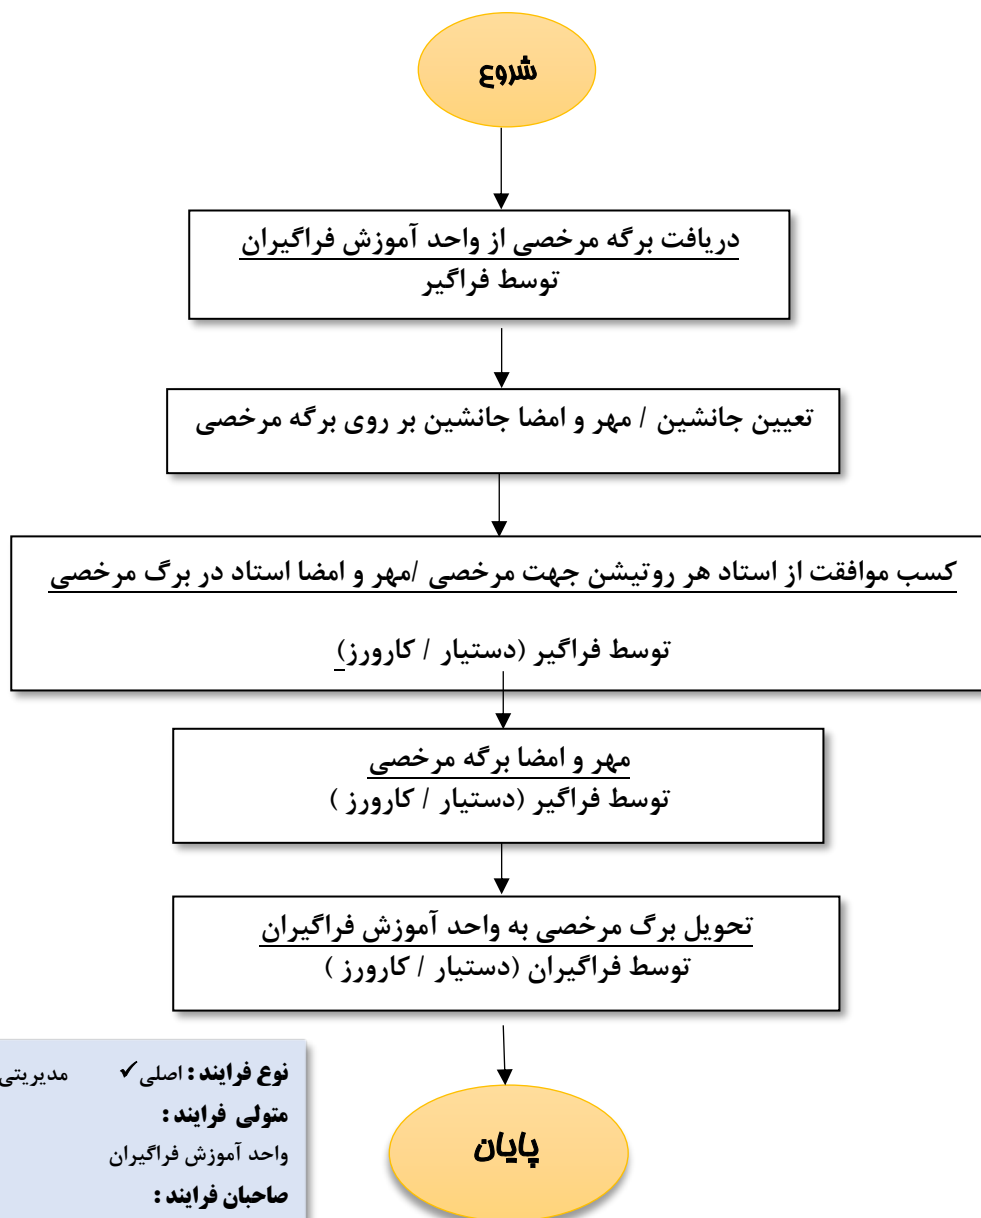 شروع
دریافت برگه مرخصی از واحد آموزش فراگیران
توسط فراگیر
تعیین جانشین / مهر و امضا جانشین بر روی برگه مرخصی
کسب موافقت از استاد هر روتیشن جهت مرخصی /مهر و امضا استاد در برگ مرخصی
توسط فراگیر (دستیار / کارورز)
مهر و امضا برگه مرخصی
توسط فراگیر (دستیار / کارورز )
تحویل برگ مرخصی به واحد آموزش فراگیران
توسط فراگیران (دستیار / کارورز )
پایان
نوع فرایند : اصلی✓ مدیریتی
متولی فرایند :
واحد آموزش فراگیران
صاحبان فرایند :